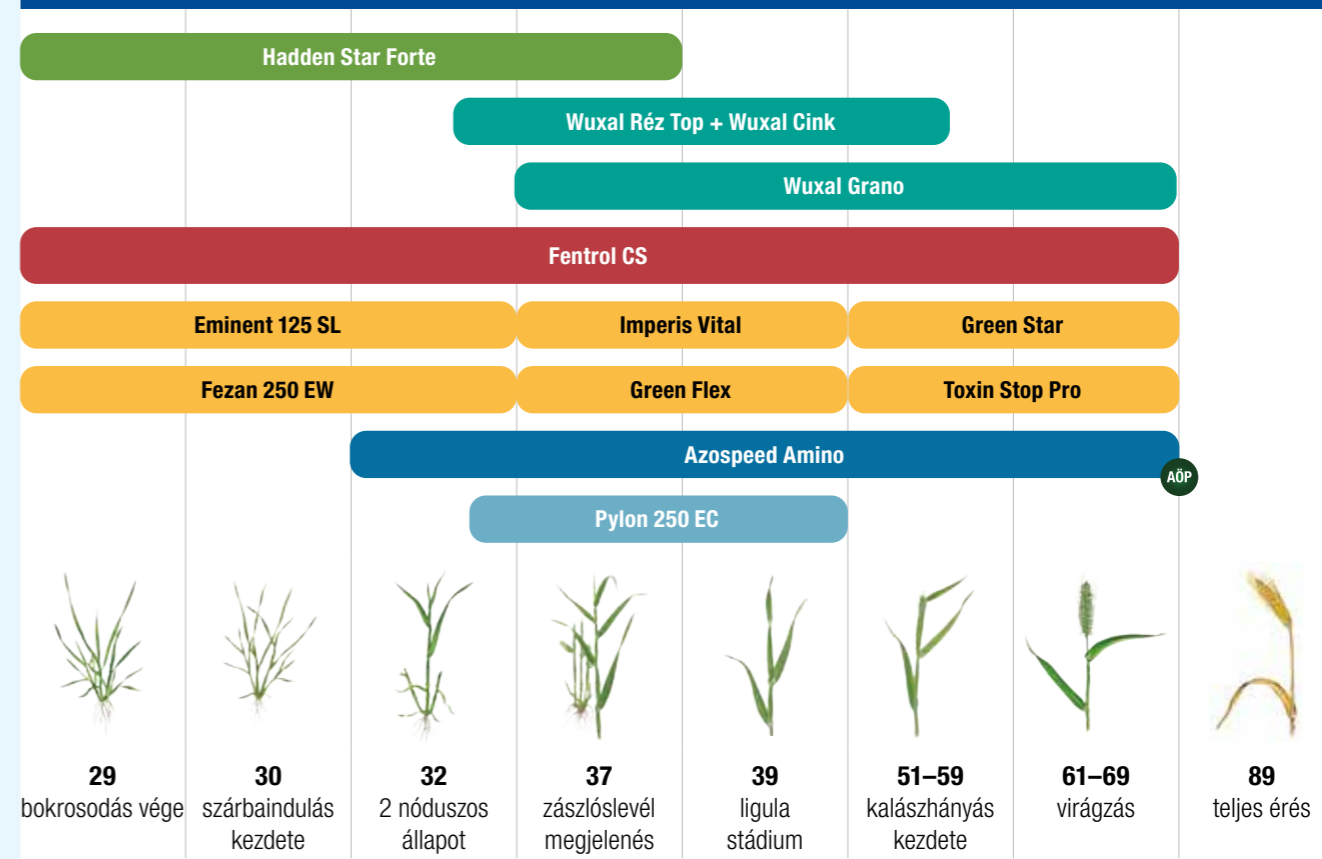 Hadden Star Forte
Wuxal Réz Top + Wuxal Cink
Wuxal Grano
Fentrol CS
Eminent 125 SL
Imperis Vital
Green Star
Fezan 250 EW
Green Flex
Toxin Stop Pro
Azospeed Amino
AÖP
Pylon 250 EC
29
bokrosodás vége
30
szárbaindulás
kezdete
32
2 nóduszos
állapot
37
zászlóslevél
megjelenés
39
ligula
stádium
51–59
kalászhányás
kezdete
61–69
virágzás
89
teljes érés